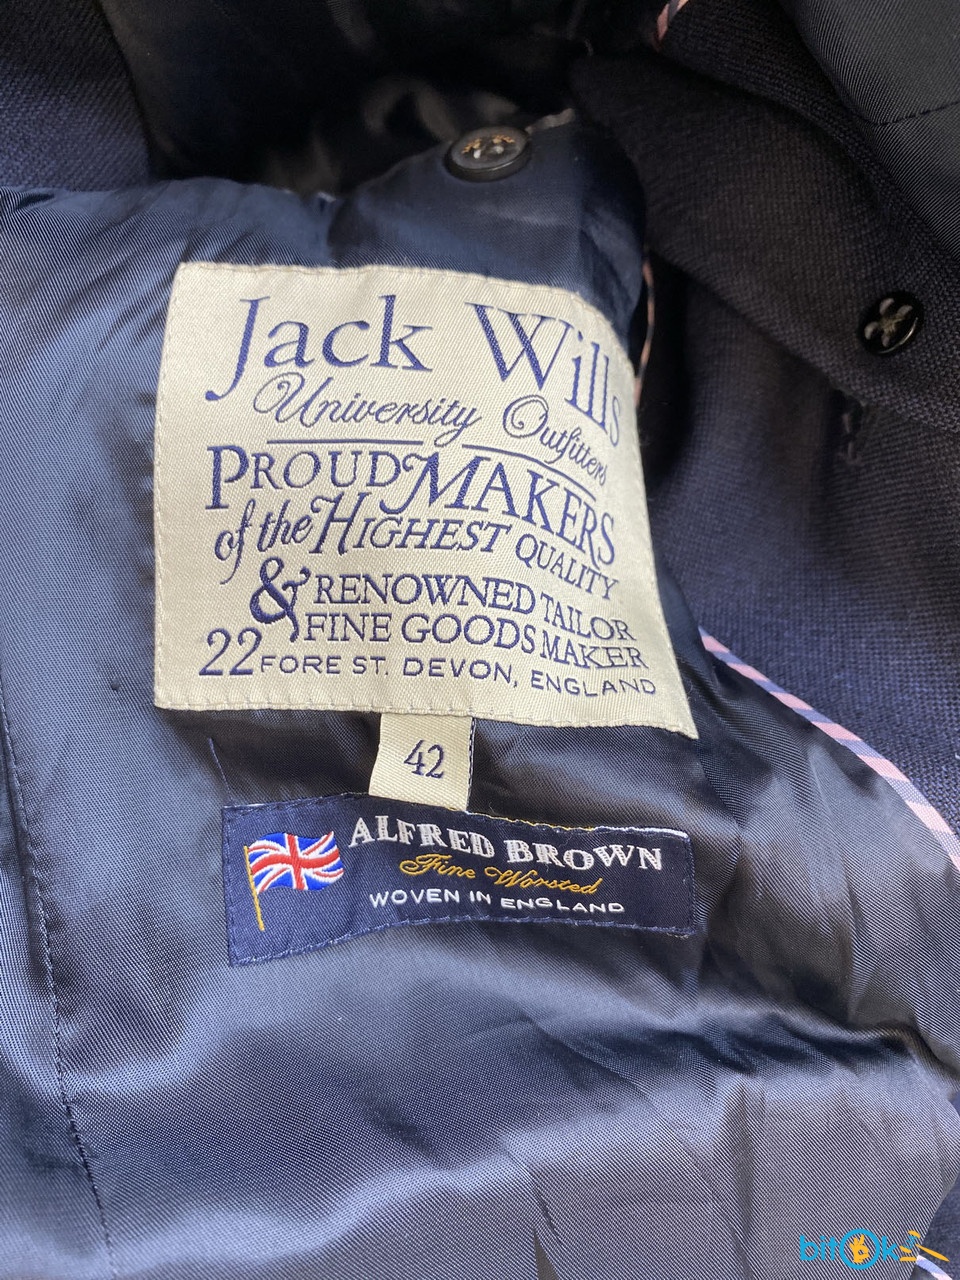 Jack Wills
University Outfitters
PROUD MAKERS
of the HIGHEST QUALITY
& RENOWNED TAILOR
FINE GOODS MAKER
22 FORE ST. DEVON, ENGLAND
42
ALFRED BROWN
Fine Worsted
WOVEN IN ENGLAND
bitOk